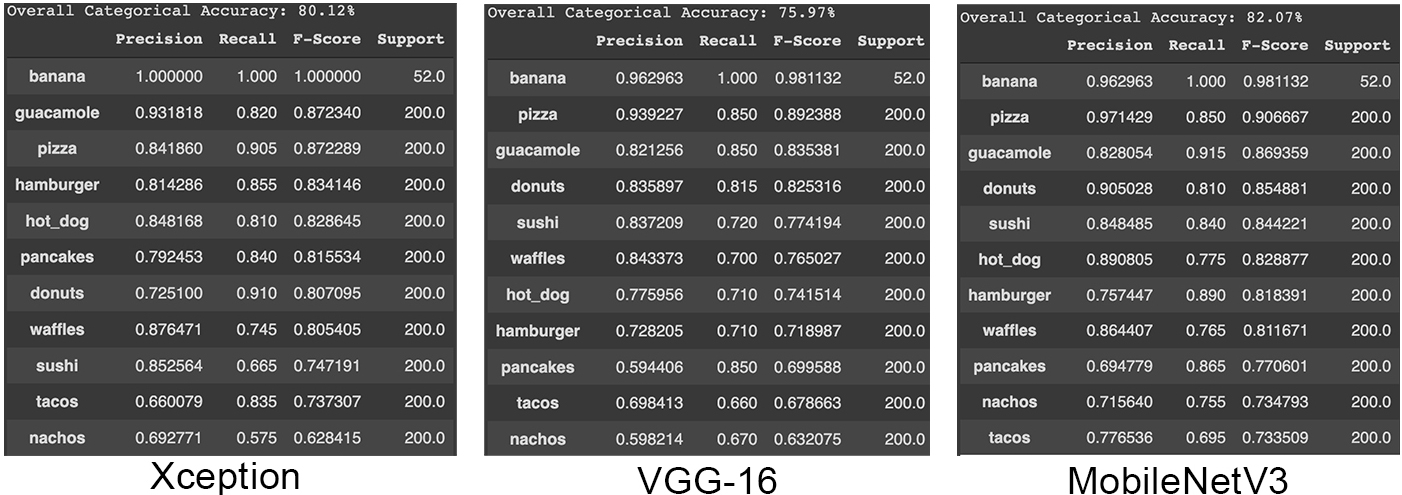 Overall Categorical Accuracy: 80.12%
Precision Recall F-Score Support
banana 1.000000 1.000 1.000000 52.0
guacamole 0.931818 0.820 0.872340 200.0
pizza 0.841860 0.905 0.872289 200.0
hamburger 0.814286 0.855 0.834146 200.0
hot_dog 0.848168 0.810 0.828645 200.0
pancakes 0.792453 0.840 0.815534 200.0
donuts 0.725100 0.910 0.807095 200.0
waffles 0.876471 0.745 0.805405 200.0
sushi 0.852564 0.665 0.747191 200.0
tacos 0.660079 0.835 0.737307 200.0
nachos 0.692771 0.575 0.628415 200.0
Xception
Overall Categorical Accuracy: 75.97%
Precision Recall F-Score Support
banana 0.962963 1.000 0.981132 52.0
pizza 0.939227 0.850 0.892388 200.0
guacamole 0.821256 0.850 0.835381 200.0
donuts 0.835897 0.815 0.825316 200.0
sushi 0.837209 0.720 0.774194 200.0
waffles 0.843373 0.700 0.765027 200.0
hot_dog 0.775956 0.710 0.741514 200.0
hamburger 0.728205 0.710 0.718987 200.0
pancakes 0.594406 0.850 0.699588 200.0
tacos 0.698413 0.660 0.678663 200.0
nachos 0.598214 0.670 0.632075 200.0
VGG-16
Overall Categorical Accuracy: 82.07%
Precision Recall F-Score Support
banana 0.962963 1.000 0.981132 52.0
pizza 0.971429 0.850 0.906667 200.0
guacamole 0.828054 0.915 0.869359 200.0
donuts 0.905028 0.810 0.854881 200.0
sushi 0.848485 0.840 0.844221 200.0
hot_dog 0.890805 0.775 0.828877 200.0
hamburger 0.757447 0.890 0.818391 200.0
waffles 0.864407 0.765 0.811671 200.0
pancakes 0.694779 0.865 0.770601 200.0
nachos 0.715640 0.755 0.734793 200.0
tacos 0.776536 0.695 0.733509 200.0
MobileNetV3